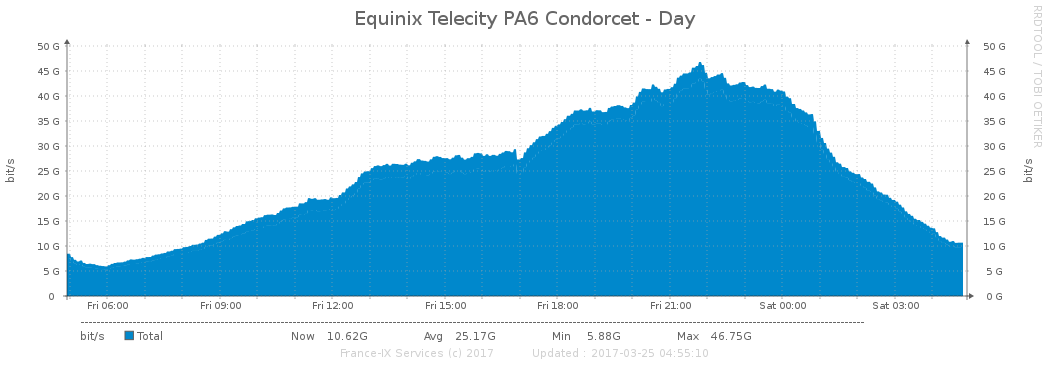 Equinix Telecity PA6 Condorcet - Day
RRDTOOL / TOBI OETIKER
50 G 50 G
45 G 45 G
40 G 40 G
35 G 35 G
30 G 30 G
25 G 25 G
20 G 20 G
15 G 15 G
10 G 10 G
5 G 5 G
0 0 G
bit/s
bit/s
Fri 06:00 Fri 09:00 Fri 12:00 Fri 15:00 Fri 18:00 Fri 21:00 Sat 00:00 Sat 03:00
bit/s Total Now 10.62G Avg 25.17G Min 5.88G Max 46.75G
France-IX Services (c) 2017 Updated : 2017-03-25 04:55:10